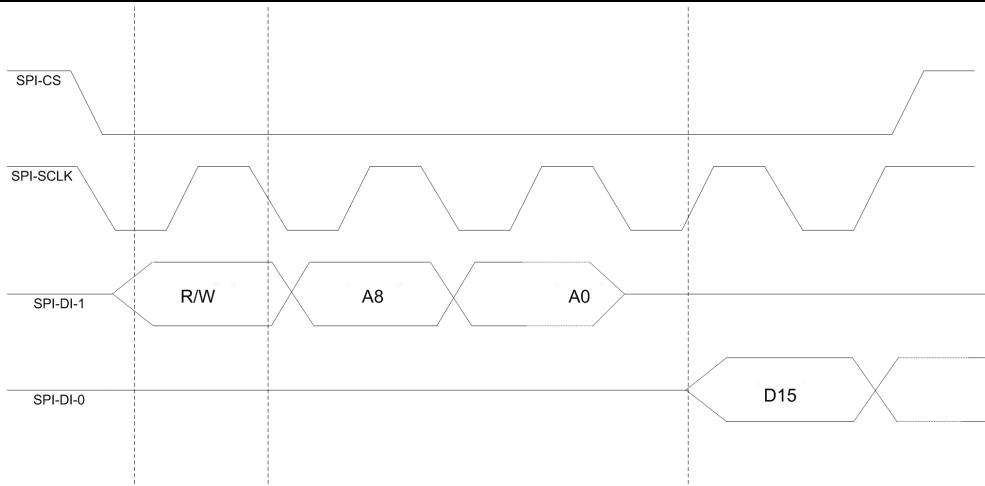 SPI-CS
SPI-SCLK
SPI-DI-1
R/W
A8
A0
SPI-DI-0
D15